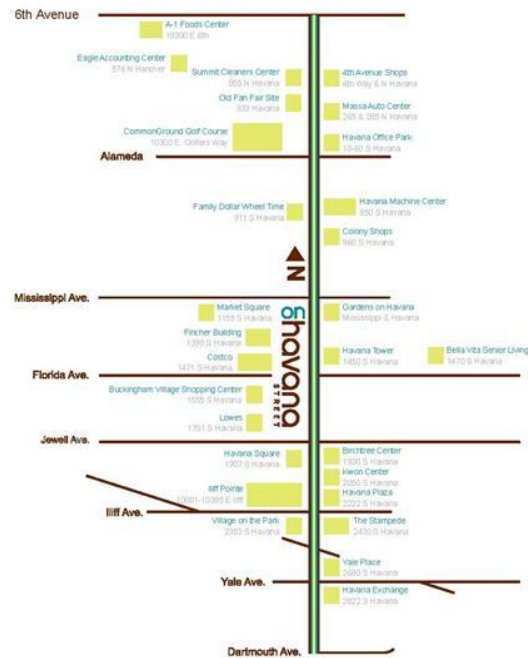 6th Avenue
A-1 Foods Center
10300 E 6th
Eagle Accounting Center
576 N Hanover
Summit Cleaners Center
555 N Havana
4th Avenue Shops
4th Way & N Havana
Old Fan Fair Site
333 Havana
Massa Auto Center
265 & 285 N Havana
CommonGround Golf Course
10300 E. Golfers Way
Havana Office Park
10-60 S Havana
Alameda
Family Dollar Wheel Time
911 S Havana
Havana Machine Center
850 S Havana
Colony Shops
860 S Havana
N
Mississippi Ave.
Market Square
1155 S Havana
Gardens on Havana
Mississippi & Havana
on havana
STREET
Fincher Building
1399 S Havana
Costco
1471 S Havana
Havana Tower
1450 S Havana
Bella Vita Senior Living
1470 S Havana
Florida Ave.
Buckingham Village Shopping Center
1555 S Havana
Lowes
1701 S Havana
Jewell Ave.
Havana Square
1907 S Havana
Birchtree Center
1930 S Havana
Kwon Center
2050 S Havana
Iliff Pointe
10001-10395 E Iliff
Havana Plaza
2222 S Havana
Iliff Ave.
Village on the Park
2353 S Havana
The Stampede
2430 S Havana
Yale Place
2680 S Havana
Yale Ave.
Havana Exchange
2822 S Havana
Dartmouth Ave.